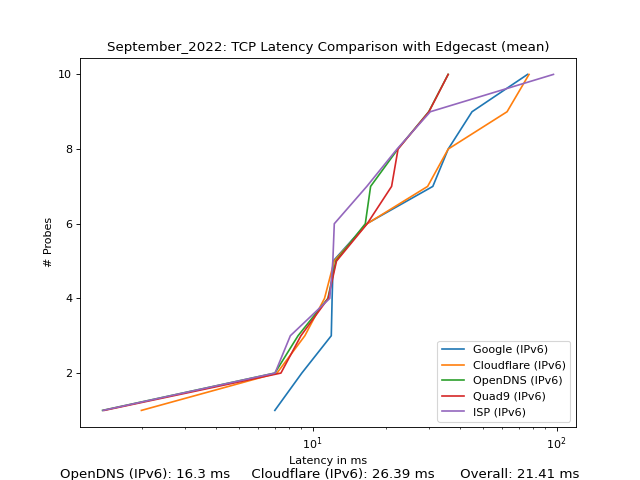 September_2022: TCP Latency Comparison with Edgecast (mean)
# Probes
10
8
6
4
2
Google (IPv6)
Cloudflare (IPv6)
OpenDNS (IPv6)
Quad9 (IPv6)
ISP (IPv6)
10¹ 10²
Latency in ms
OpenDNS (IPv6): 16.3 ms Cloudflare (IPv6): 26.39 ms Overall: 21.41 ms